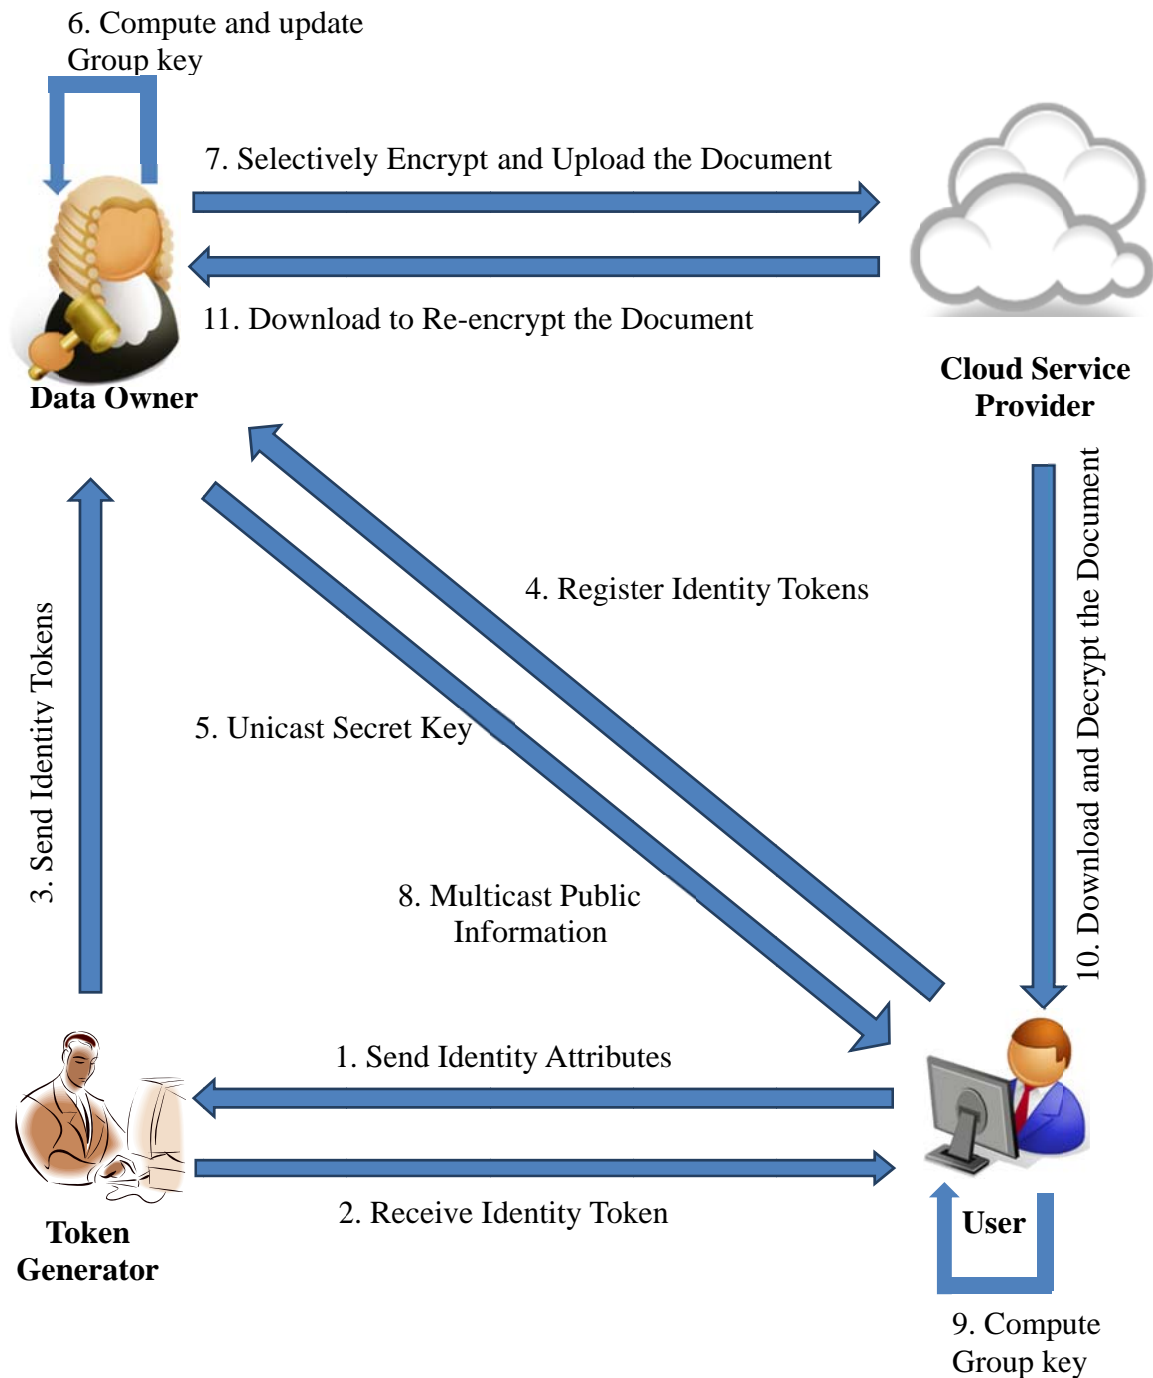 6. Compute and update
Group key
7. Selectively Encrypt and Upload the Document
11. Download to Re-encrypt the Document
Data Owner
Cloud Service
Provider
4. Register Identity Tokens
10. Download and Decrypt the Document
3. Send Identity Tokens
5. Unicast Secret Key
8. Multicast Public
Information
1. Send Identity Attributes
2. Receive Identity Token
Token
Generator
User
9. Compute
Group key